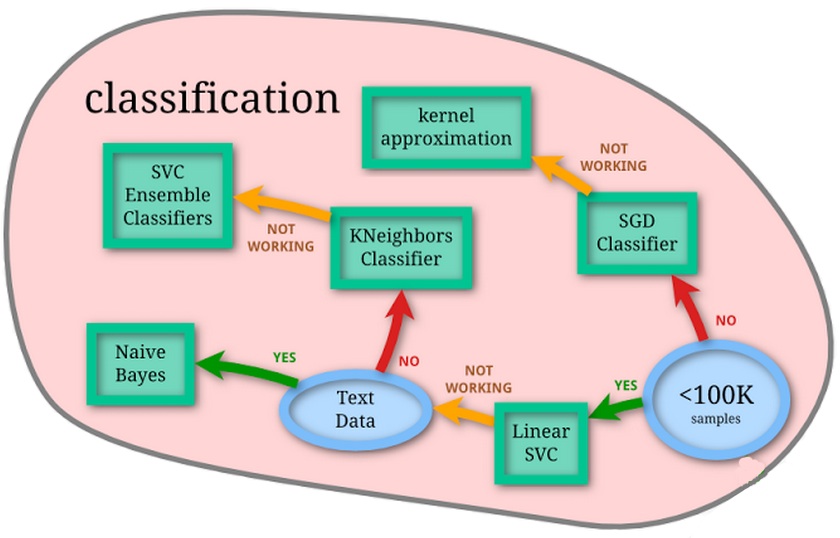 classification
kernel
approximation
NOT
WORKING
SVC
Ensemble
Classifiers
NOT
WORKING
KNeighbors
Classifier
SGD
Classifier
NO
NO
YES
Naive
Bayes
Text
Data
NOT
WORKING
YES
<100K
samples
Linear
SVC